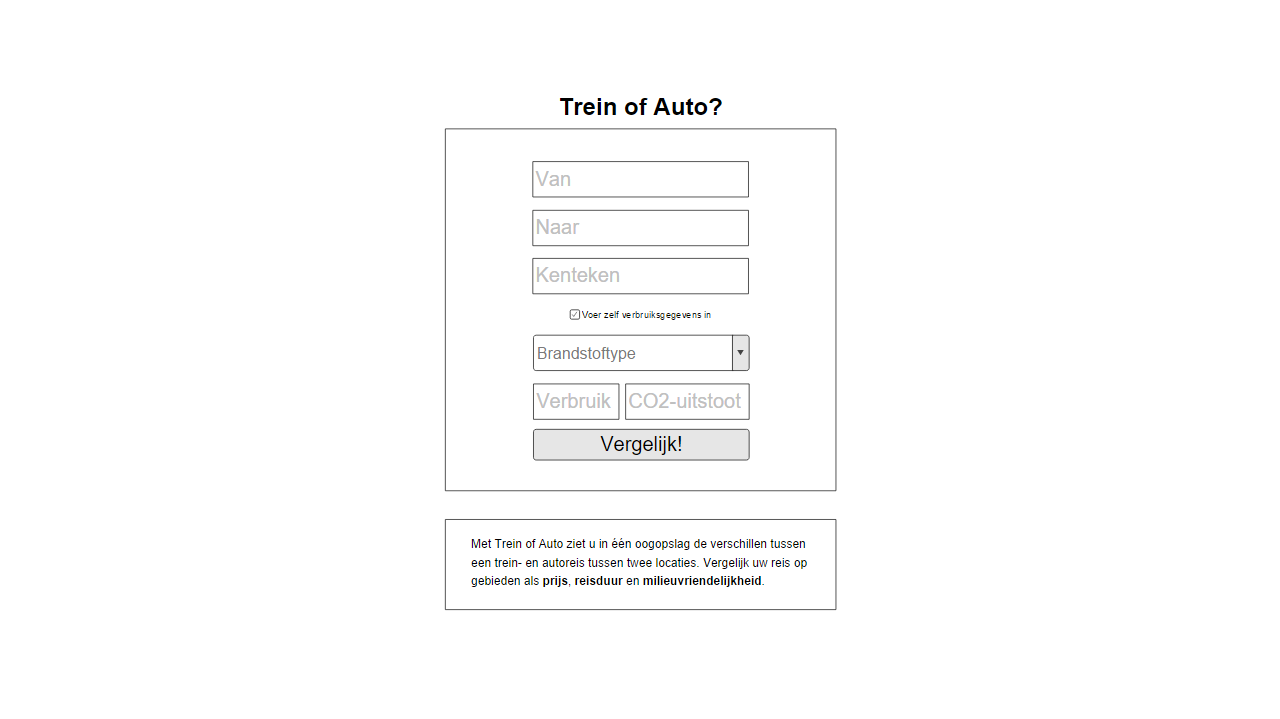 Trein of Auto?
Van
Naar
Kenteken
Voer zelf verbruiksgegevens in
Brandstoftype
Verbruik CO2-uitstoot
Vergelijk!
Met Trein of Auto ziet u in één oogopslag de verschillen tussen
een trein- en autoreis tussen twee locaties. Vergelijk uw reis op
gebieden als prijs, reisduur en milieuvriendelijkheid.